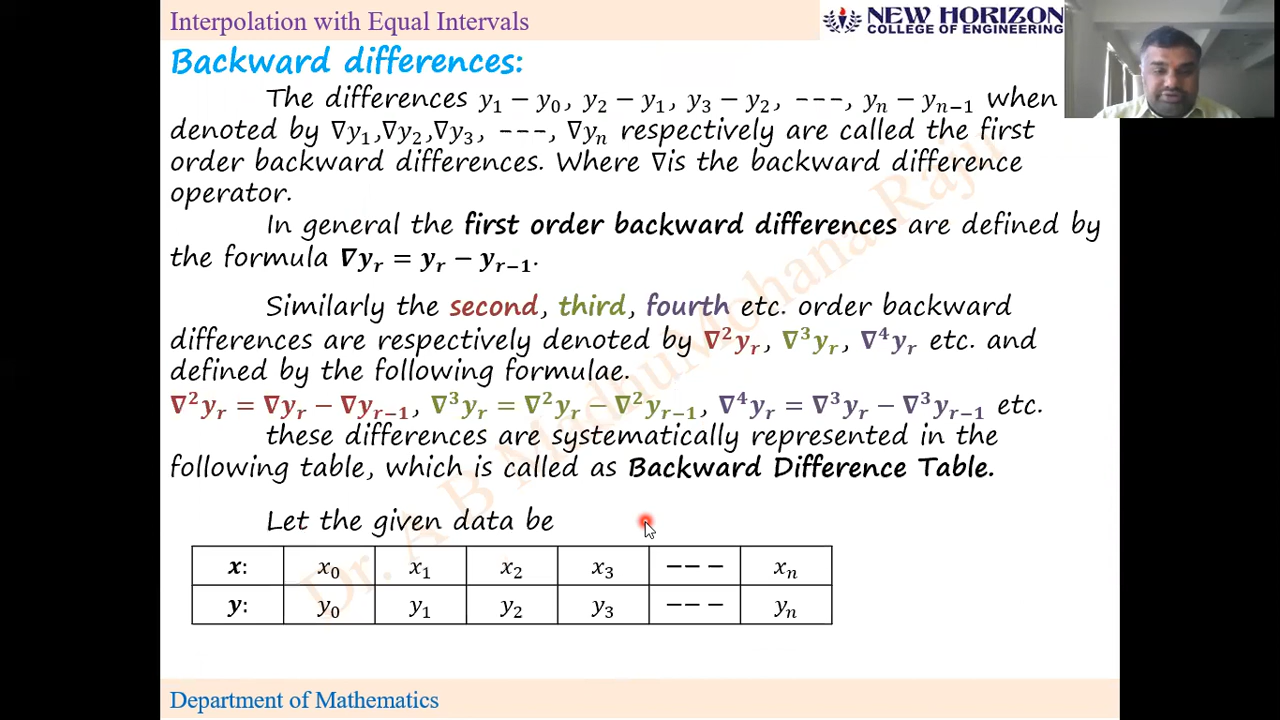 Interpolation with Equal Intervals
NEW HORIZON
COLLEGE OF ENGINEERING
Backward differences:
The differences y₁ − y₀, y₂ − y₁, y₃ − y₂, −−−, yₙ − yₙ₋₁ when
denoted by ∇y₁,∇y₂,∇y₃, −−−, ∇yₙ respectively are called the first
order backward differences. Where ∇is the backward difference
operator.
In general the first order backward differences are defined by
the formula ∇yᵣ = yᵣ − yᵣ₋₁.
Similarly the second, third, fourth etc. order backward
differences are respectively denoted by ∇²yᵣ, ∇³yᵣ, ∇⁴yᵣ etc. and
defined by the following formulae.
∇²yᵣ = ∇yᵣ − ∇yᵣ₋₁, ∇³yᵣ = ∇²yᵣ − ∇²yᵣ₋₁, ∇⁴yᵣ = ∇³yᵣ − ∇³yᵣ₋₁ etc.
these differences are systematically represented in the
following table, which is called as Backward Difference Table.
Let the given data be
x: x₀ x₁ x₂ x₃ −−− xₙ
y: y₀ y₁ y₂ y₃ −−− yₙ
Dr. A B MadhuMohana Raju
Department of Mathematics